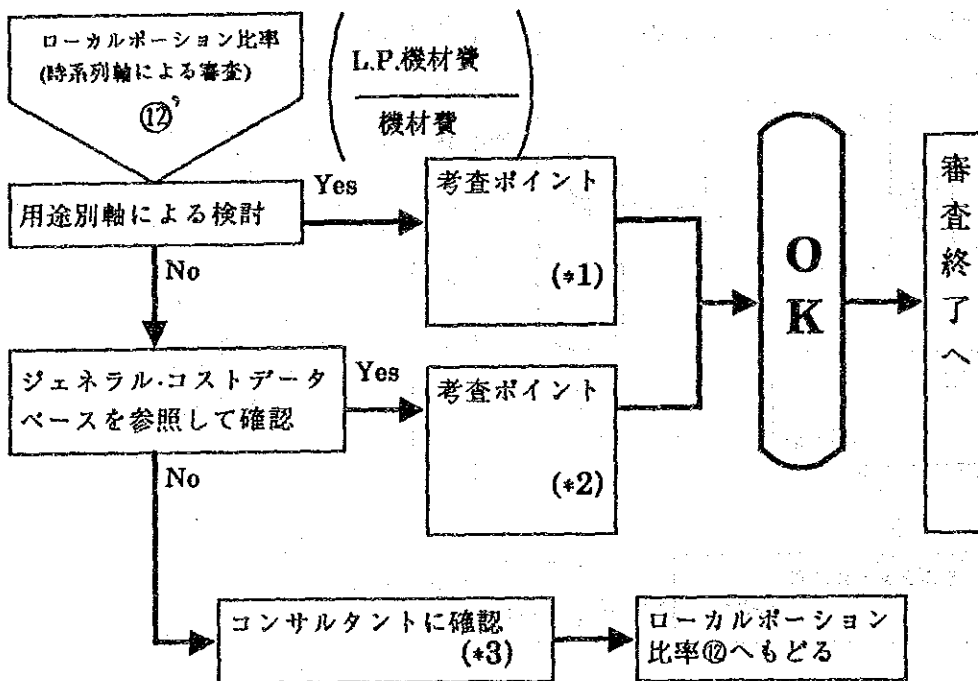 ローカルポーション比率
(時系列軸による審査)
⑫'
L.P.機材費
機材費
用途別軸による検討
Yes
考査ポイント
(*1)
No
ジェネラル・コストデータ
ベースを参照して確認
Yes
考査ポイント
(*2)
No
OK
審査終了へ
コンサルタントに確認
(*3)
ローカルポーション
比率⑫へもどる